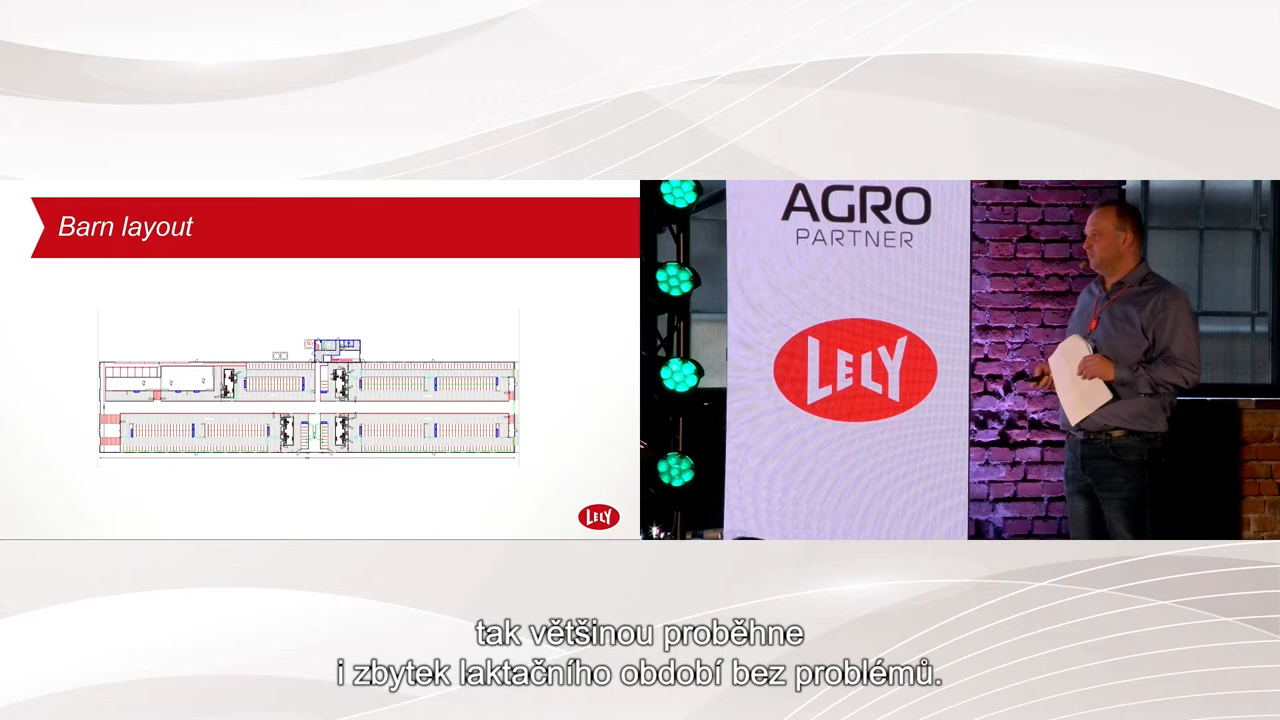 Barn layout
LELY
AGRO
PARTNER
LELY
tak většinou proběhne
i zbytek laktačního období bez problémů.